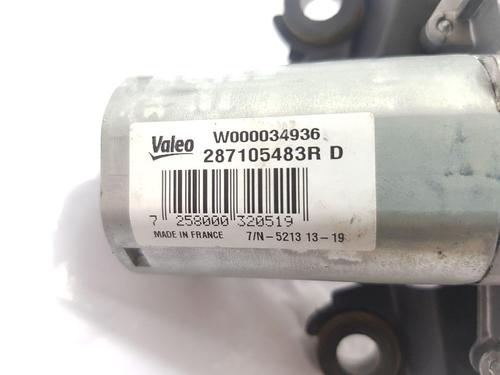 Valeo W000034936
287105483R D
7 258000 320519
MADE IN FRANCE 7/N-5213 13-19